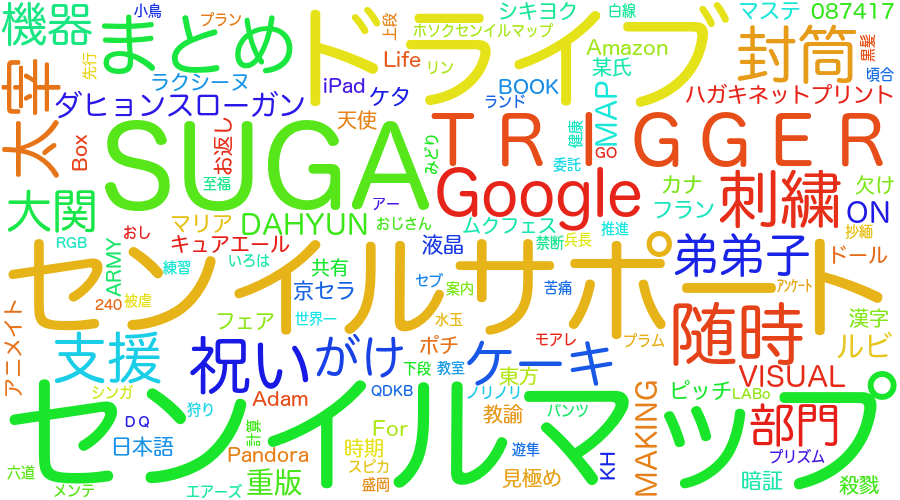 小鳥
プラン
上段
ホソクセンイルマップ
シキヨク
白線
マステ
087417
機器
まとめ
ドライブ
先行
Life
リン
Amazon
某氏
封筒
黒髪
頃合
太宰
ラクシーヌ
iPad
ケタ
BOOK
ランド
MAP
ハガキネットプリント
ダヒョンスローガン
天使
お返し
Box
SUGA
TRIGGER
みどり
健康
GO
委託
至福
アー
Google
カナ
刺繍
欠け
大関
マリア
DAHYUN
おじさん
ムクフェス
フラン
ON
抄緬
RGB
おし
キュアエール
液晶
禁断
兵長
推進
弟弟子
ドール
ARMY
練習
いろは
共有
センイルサポート
240
被虐
京セラ
セブ
案内
苦痛
アンケート
アニメイト
フェア
世界一
水玉
モアレ
プラム
随時
漢字
支援
祝い
がけ
ポチ
ケーキ
ルビ
下段
教室
東方
VISUAL
シンガ
狩り
Adam
QDKB
ノリノリ
ピッチ
LABo
センイルマップ
DQ
計算
For
教諭
パンツ
MAKING
部門
日本語
Pandora
時期
遊隼
プリズム
六道
スピカ
KH
メンテ
エアーズ
重版
盛岡
見極め
暗証
殺戮